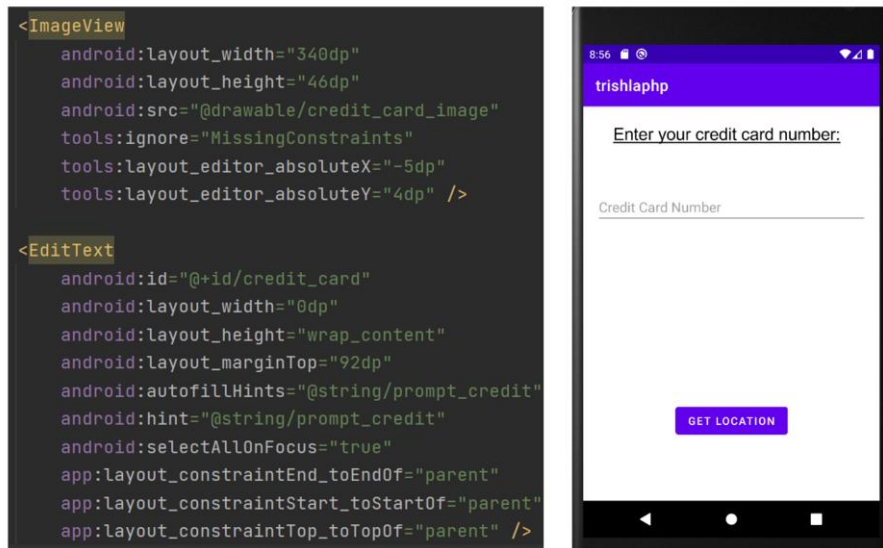 <ImageView
android:layout_width="340dp"
android:layout_height="46dp"
android:src="@drawable/credit_card_image"
tools:ignore="MissingConstraints"
tools:layout_editor_absoluteX="-5dp"
tools:layout_editor_absoluteY="4dp" />
<EditText
android:id="@+id/credit_card"
android:layout_width="0dp"
android:layout_height="wrap_content"
android:layout_marginTop="92dp"
android:autofillHints="@string/prompt_credit"
android:hint="@string/prompt_credit"
android:selectAllOnFocus="true"
app:layout_constraintEnd_toEndOf="parent"
app:layout_constraintStart_toStartOf="parent"
app:layout_constraintTop_toTopOf="parent" />
8:56
trishlaphp
Enter your credit card number:
Credit Card Number
GET LOCATION